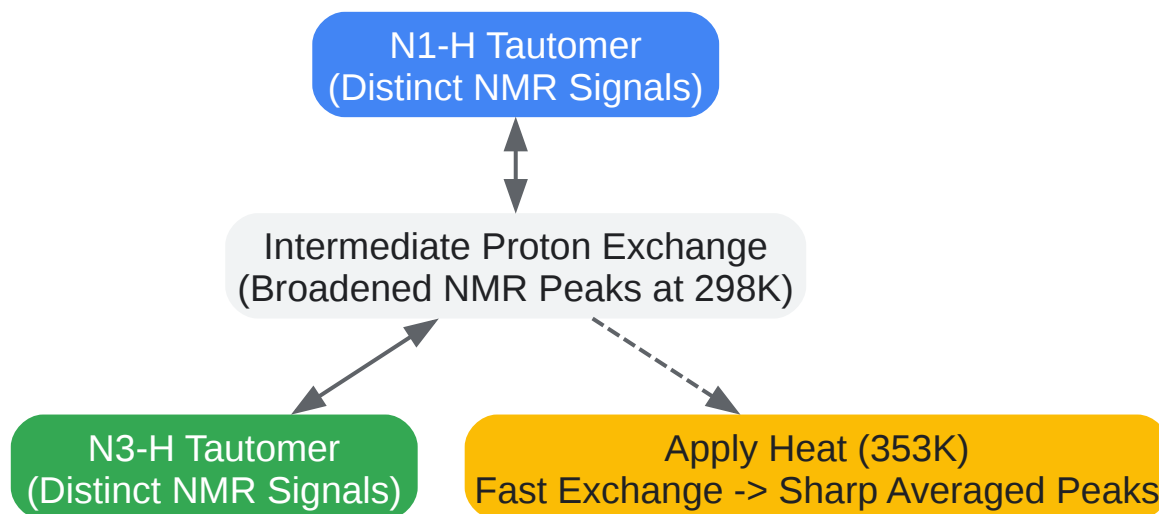 N1-H Tautomer
(Distinct NMR Signals)
Intermediate Proton Exchange
(Broadened NMR Peaks at 298K)
N3-H Tautomer
(Distinct NMR Signals)
Apply Heat (353K)
Fast Exchange -> Sharp Averaged Peaks